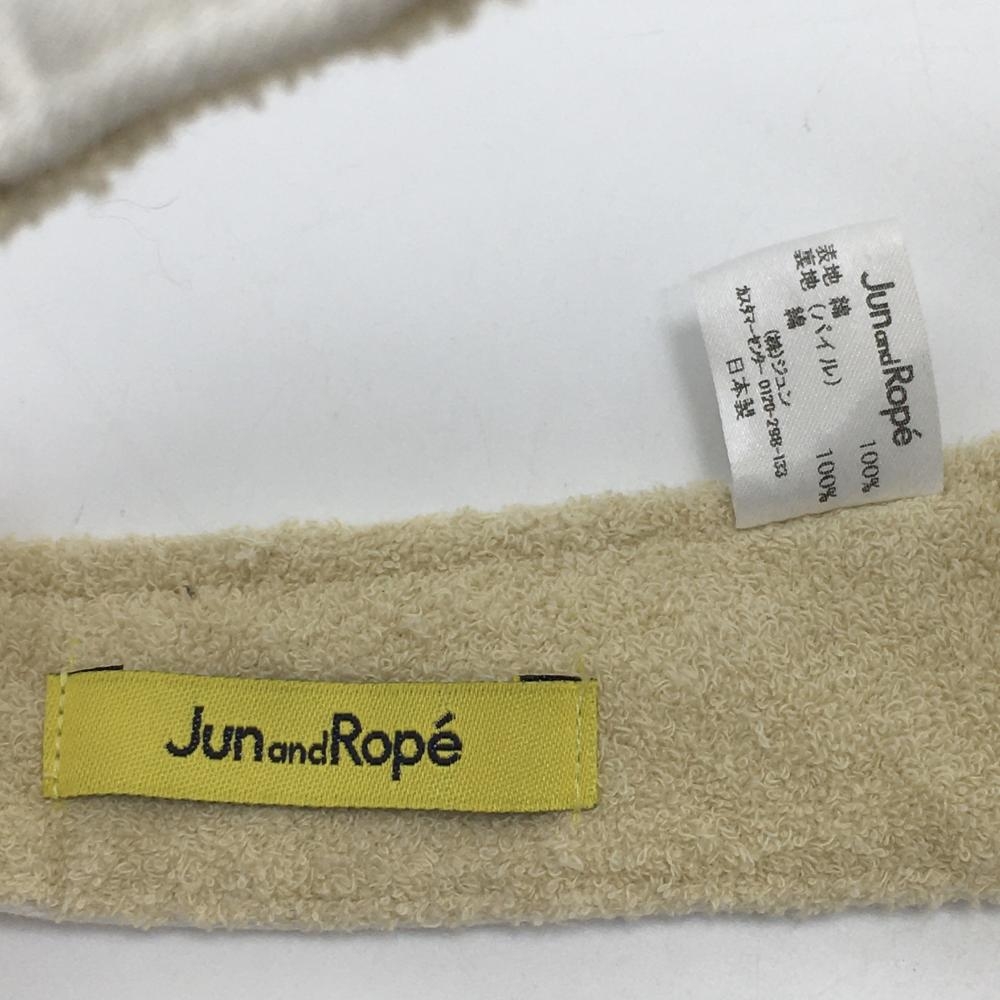 JunandRopé
表地 綿 (パイル) 100%
裏地 綿 100%
(株)ジュン
カスタマーセンター 0120-298-133
日本製
JunandRopé